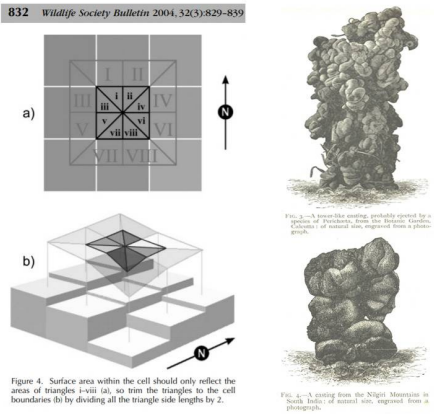 832 Wildlife Society Bulletin 2004, 32(3):829-839
a)
I II
III i ii IV
iii iv
N
V v vi VI
vii viii
VII VIII
b)
N
Figure 4. Surface area within the cell should only reflect the
areas of triangles i–viii (a), so trim the triangles to the cell
boundaries (b) by dividing all the triangle side lengths by 2.
FIG. 3.—A tower-like casting, probably ejected by a
species of Perichæta, from the Botanic Garden,
Calcutta: of natural size, engraved from a photo-
graph.
FIG. 4.—A casting from the Nilgiri Mountains in
South India: of natural size, engraved from a
photograph.